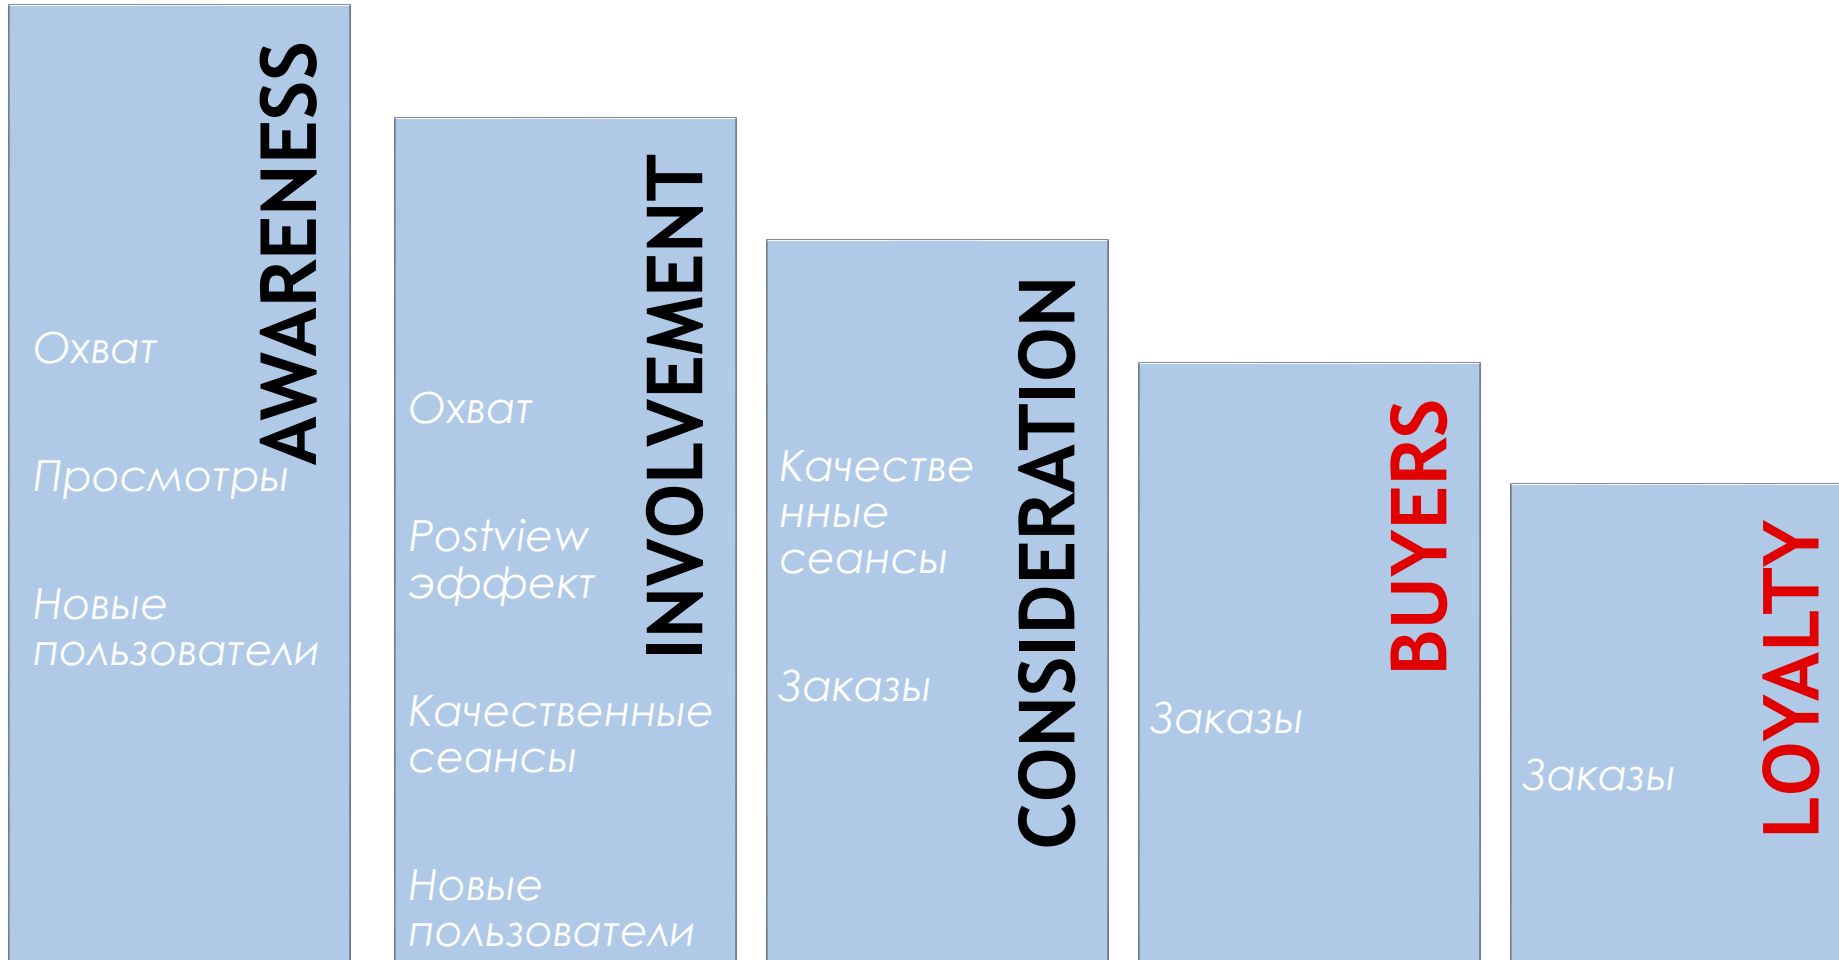 AWARENESS
Охват
Просмотры
Новые
пользователи
INVOLVEMENT
Охват
Postview
эффект
Качественные
сеансы
Новые
пользователи
CONSIDERATION
Качестве
нные
сеансы
Заказы
BUYERS
Заказы
LOYALTY
Заказы